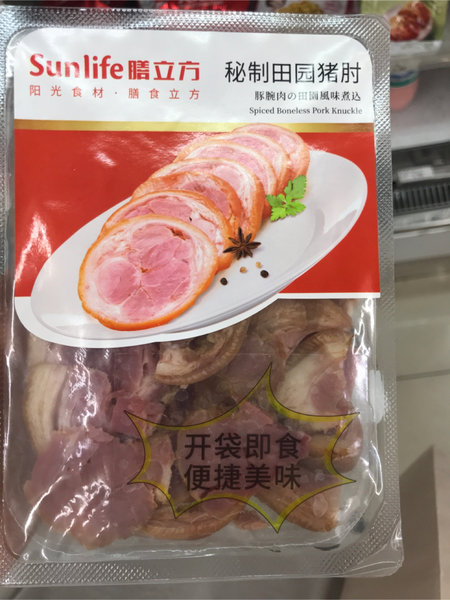 Sunlife膳立方
阳光食材·膳食立方
秘制田园猪肘
豚腕肉の田園風味煮込
Spiced Boneless Pork Knuckle
开袋即食
便捷美味